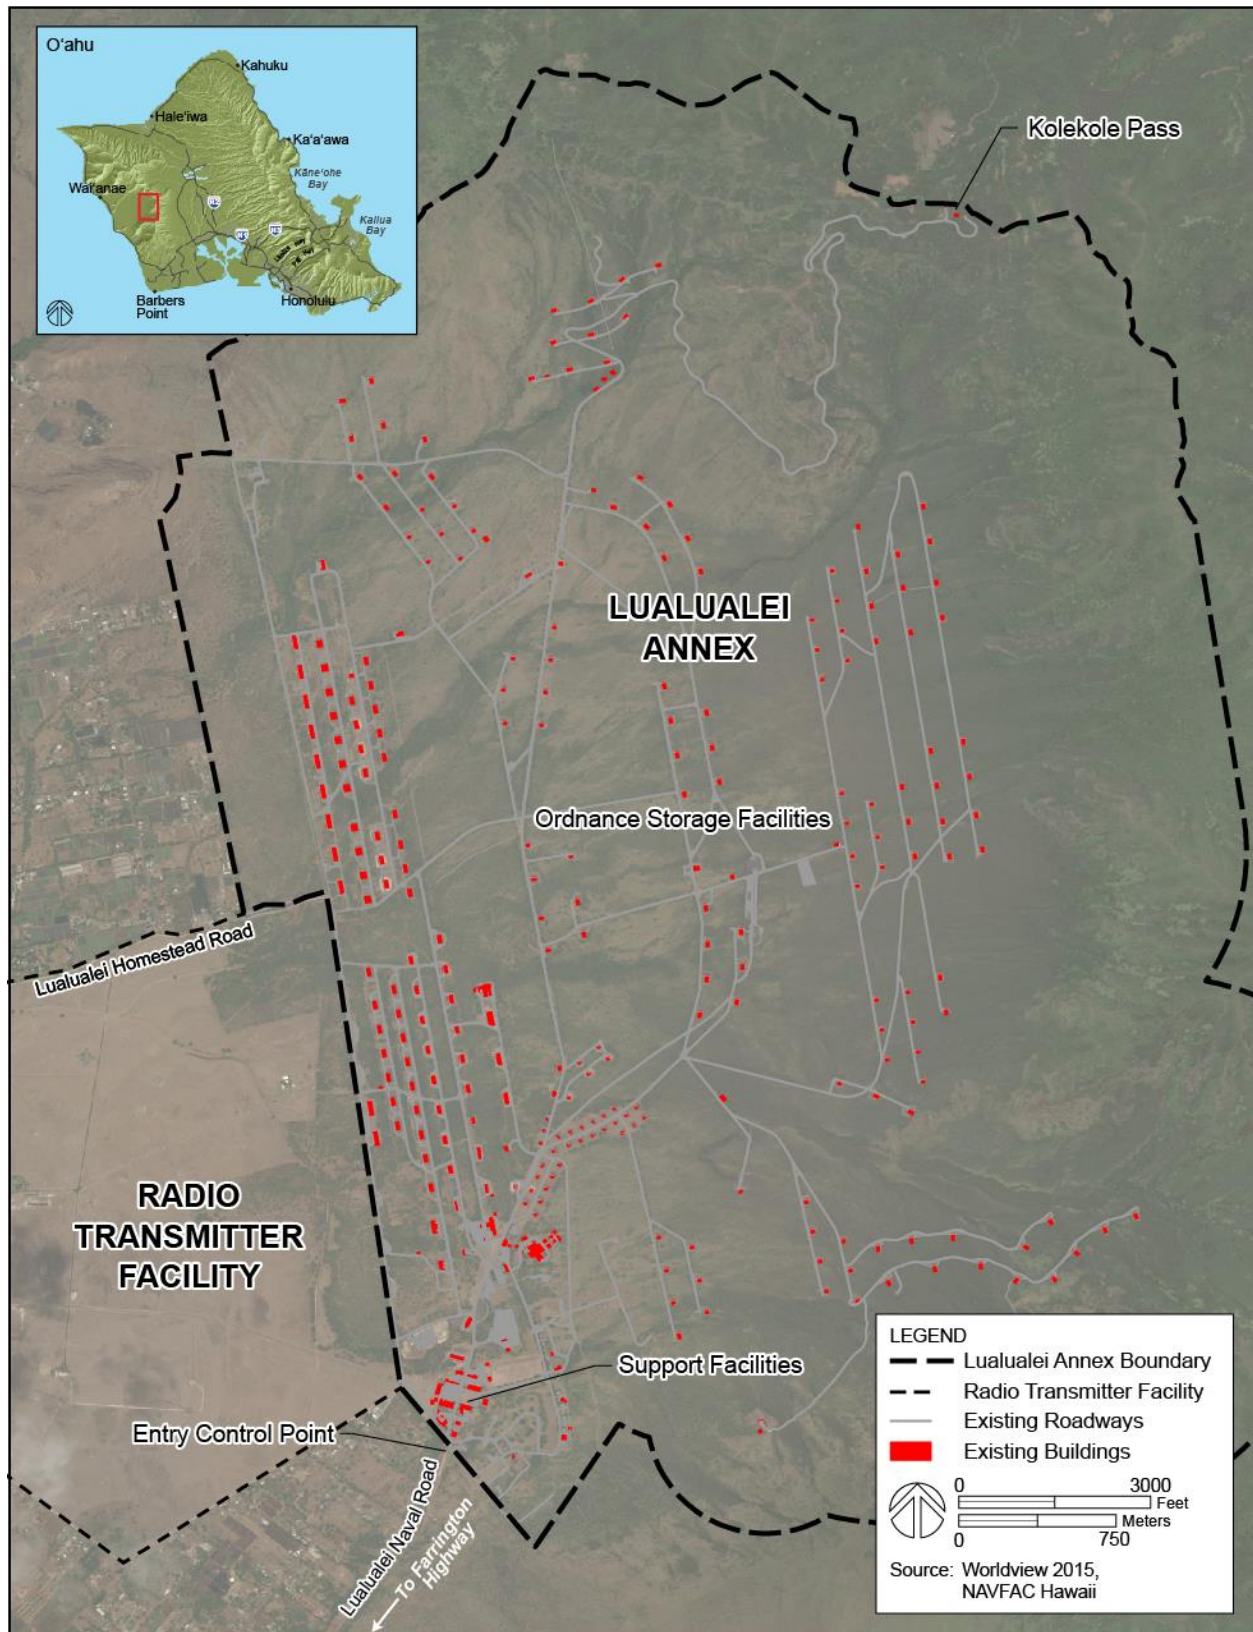 O‘ahu
Kahuku
Hale‘iwa
Ka‘a‘awa
Kāne‘ohe
Bay
Wai‘anae
Kailua
Bay
Barbers
Point
Honolulu
Kolekole Pass
LUALUALEI
ANNEX
Ordnance Storage Facilities
Lualualei Homestead Road
RADIO
TRANSMITTER
FACILITY
Support Facilities
Entry Control Point
Lualualei Naval Road
To Farrington
Highway
LEGEND
Lualualei Annex Boundary
Radio Transmitter Facility
Existing Roadways
Existing Buildings
0 3000
Feet
Meters
0 750
Source: Worldview 2015,
NAVFAC Hawaii